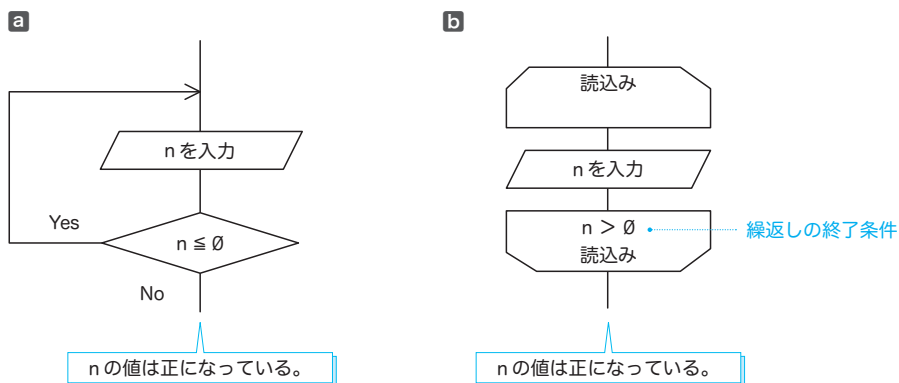 a
nを入力
Yes
n ≦ 0
No
nの値は正になっている。
b
読込み
nを入力
n > 0
読込み
繰返しの終了条件
nの値は正になっている。